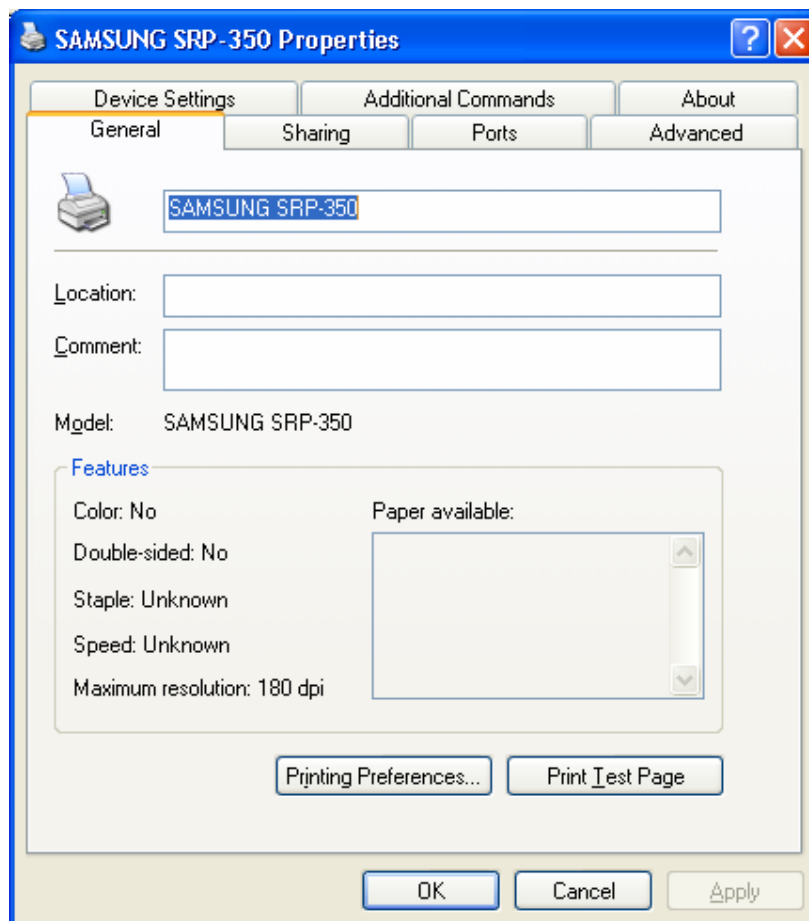 SAMSUNG SRP-350 Properties
Device Settings Additional Commands About
General Sharing Ports Advanced
SAMSUNG SRP-350
Location:
Comment:
Model: SAMSUNG SRP-350
Features
Color: No Paper available:
Double-sided: No
Staple: Unknown
Speed: Unknown
Maximum resolution: 180 dpi
Printing Preferences... Print Test Page
OK Cancel Apply